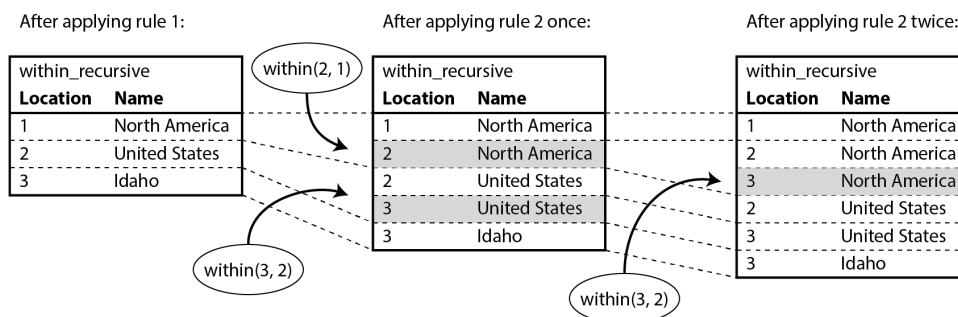 After applying rule 1:
within_recursive
Location Name
1 North America
2 United States
3 Idaho
within(2, 1)
within(3, 2)
After applying rule 2 once:
within_recursive
Location Name
1 North America
2 North America
2 United States
3 United States
3 Idaho
within(3, 2)
After applying rule 2 twice:
within_recursive
Location Name
1 North America
2 North America
3 North America
2 United States
3 United States
3 Idaho